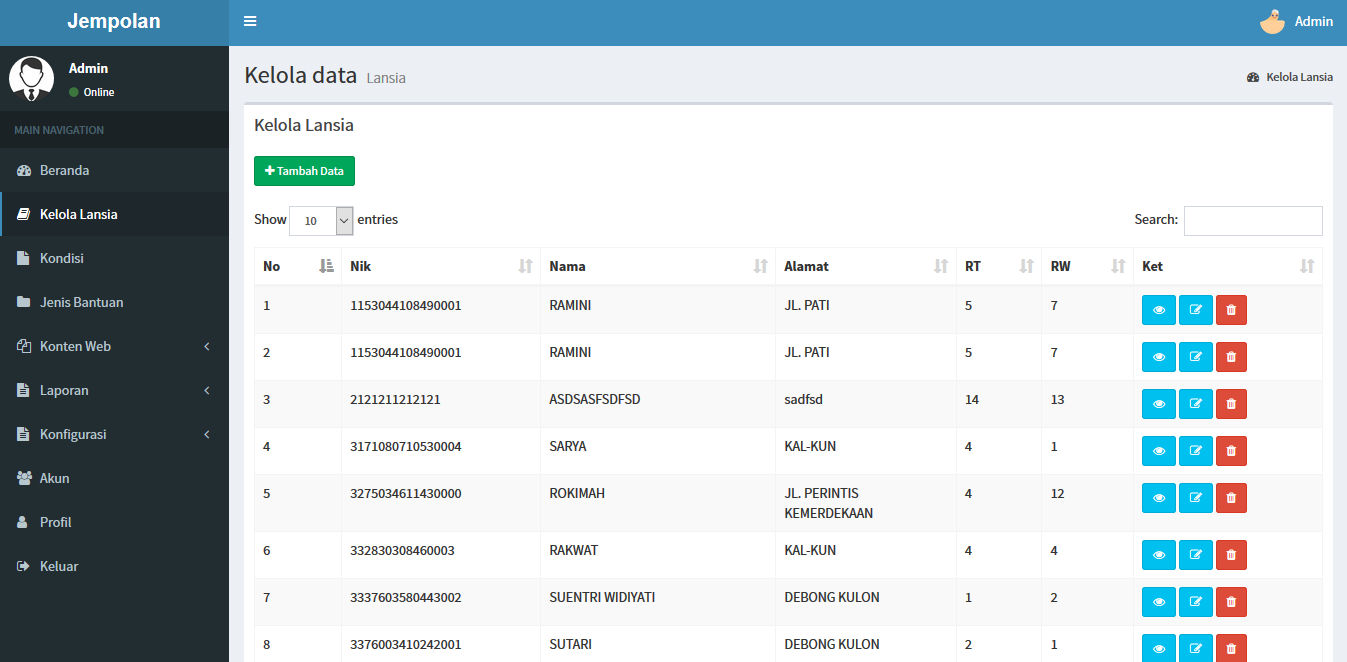 Jempolan
Admin
Admin
Online
MAIN NAVIGATION
Beranda
Kelola Lansia
Kondisi
Jenis Bantuan
Konten Web
Laporan
Konfigurasi
Akun
Profil
Keluar
Kelola data Lansia
Kelola Lansia
Kelola Lansia
Tambah Data
Show 10 entries
Search:
No Nik Nama Alamat RT RW Ket
1 1153044108490001 RAMINI JL. PATI 5 7
2 1153044108490001 RAMINI JL. PATI 5 7
3 2121211212121 ASDSASFSDFSD sadfsd 14 13
4 3171080710530004 SARYA KAL-KUN 4 1
5 3275034611430000 ROKIMAH JL. PERINTIS 4 12
KEMERDEKAAN
6 332830308460003 RAKWAT KAL-KUN 4 4
7 3337603580443002 SUENTRI WIDIYATI DEBONG KULON 1 2
8 3376003410242001 SUTARI DEBONG KULON 2 1